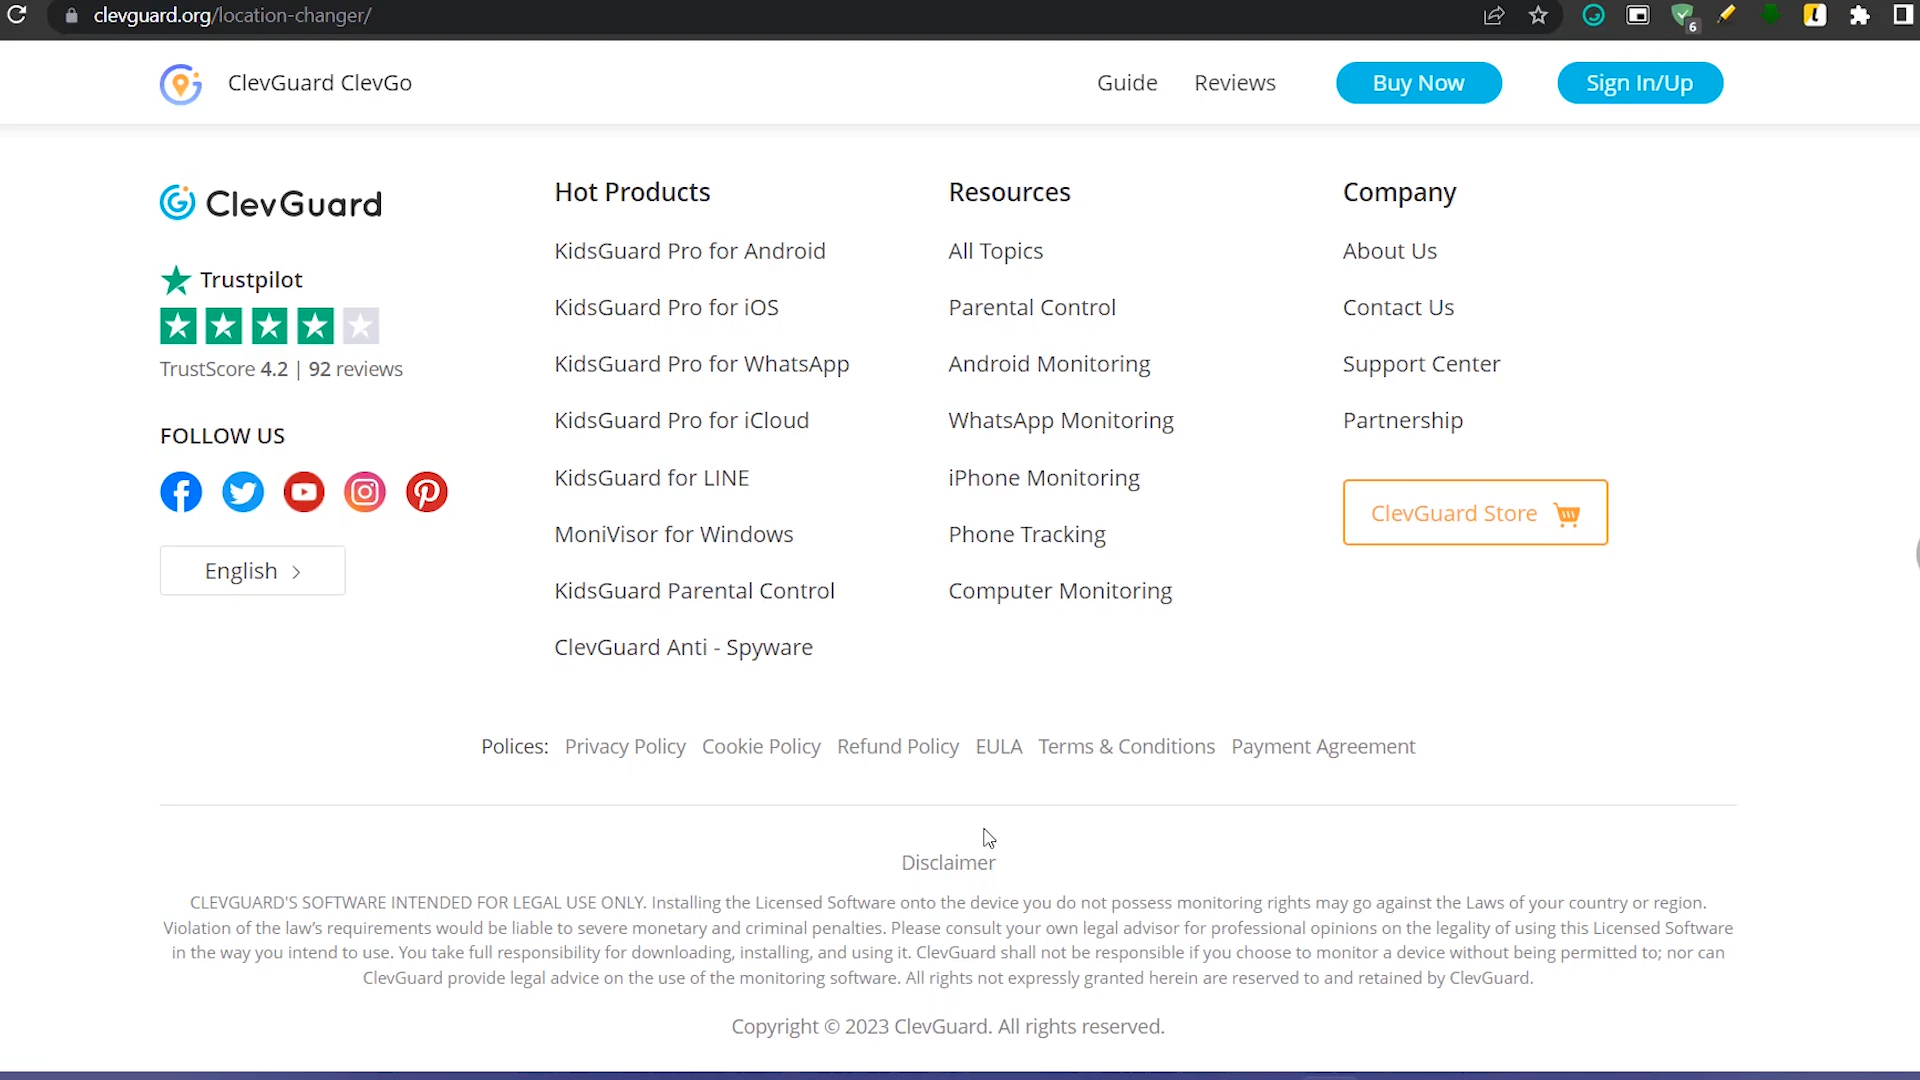 clevguard.org/location-changer/
6
ClevGuard ClevGo
Guide
Reviews
Buy Now
Sign In/Up
ClevGuard
Trustpilot
TrustScore 4.2 | 92 reviews
FOLLOW US
English
Hot Products
KidsGuard Pro for Android
KidsGuard Pro for iOS
KidsGuard Pro for WhatsApp
KidsGuard Pro for iCloud
KidsGuard for LINE
MoniVisor for Windows
KidsGuard Parental Control
ClevGuard Anti - Spyware
Resources
All Topics
Parental Control
Android Monitoring
WhatsApp Monitoring
iPhone Monitoring
Phone Tracking
Computer Monitoring
Company
About Us
Contact Us
Support Center
Partnership
ClevGuard Store
Polices: Privacy Policy Cookie Policy Refund Policy EULA Terms & Conditions Payment Agreement
Disclaimer
CLEVGUARD'S SOFTWARE INTENDED FOR LEGAL USE ONLY. Installing the Licensed Software onto the device you do not possess monitoring rights may go against the Laws of your country or region.
Violation of the law's requirements would be liable to severe monetary and criminal penalties. Please consult your own legal advisor for professional opinions on the legality of using this Licensed Software
in the way you intend to use. You take full responsibility for downloading, installing, and using it. ClevGuard shall not be responsible if you choose to monitor a device without being permitted to; nor can
ClevGuard provide legal advice on the use of the monitoring software. All rights not expressly granted herein are reserved to and retained by ClevGuard.
Copyright © 2023 ClevGuard. All rights reserved.